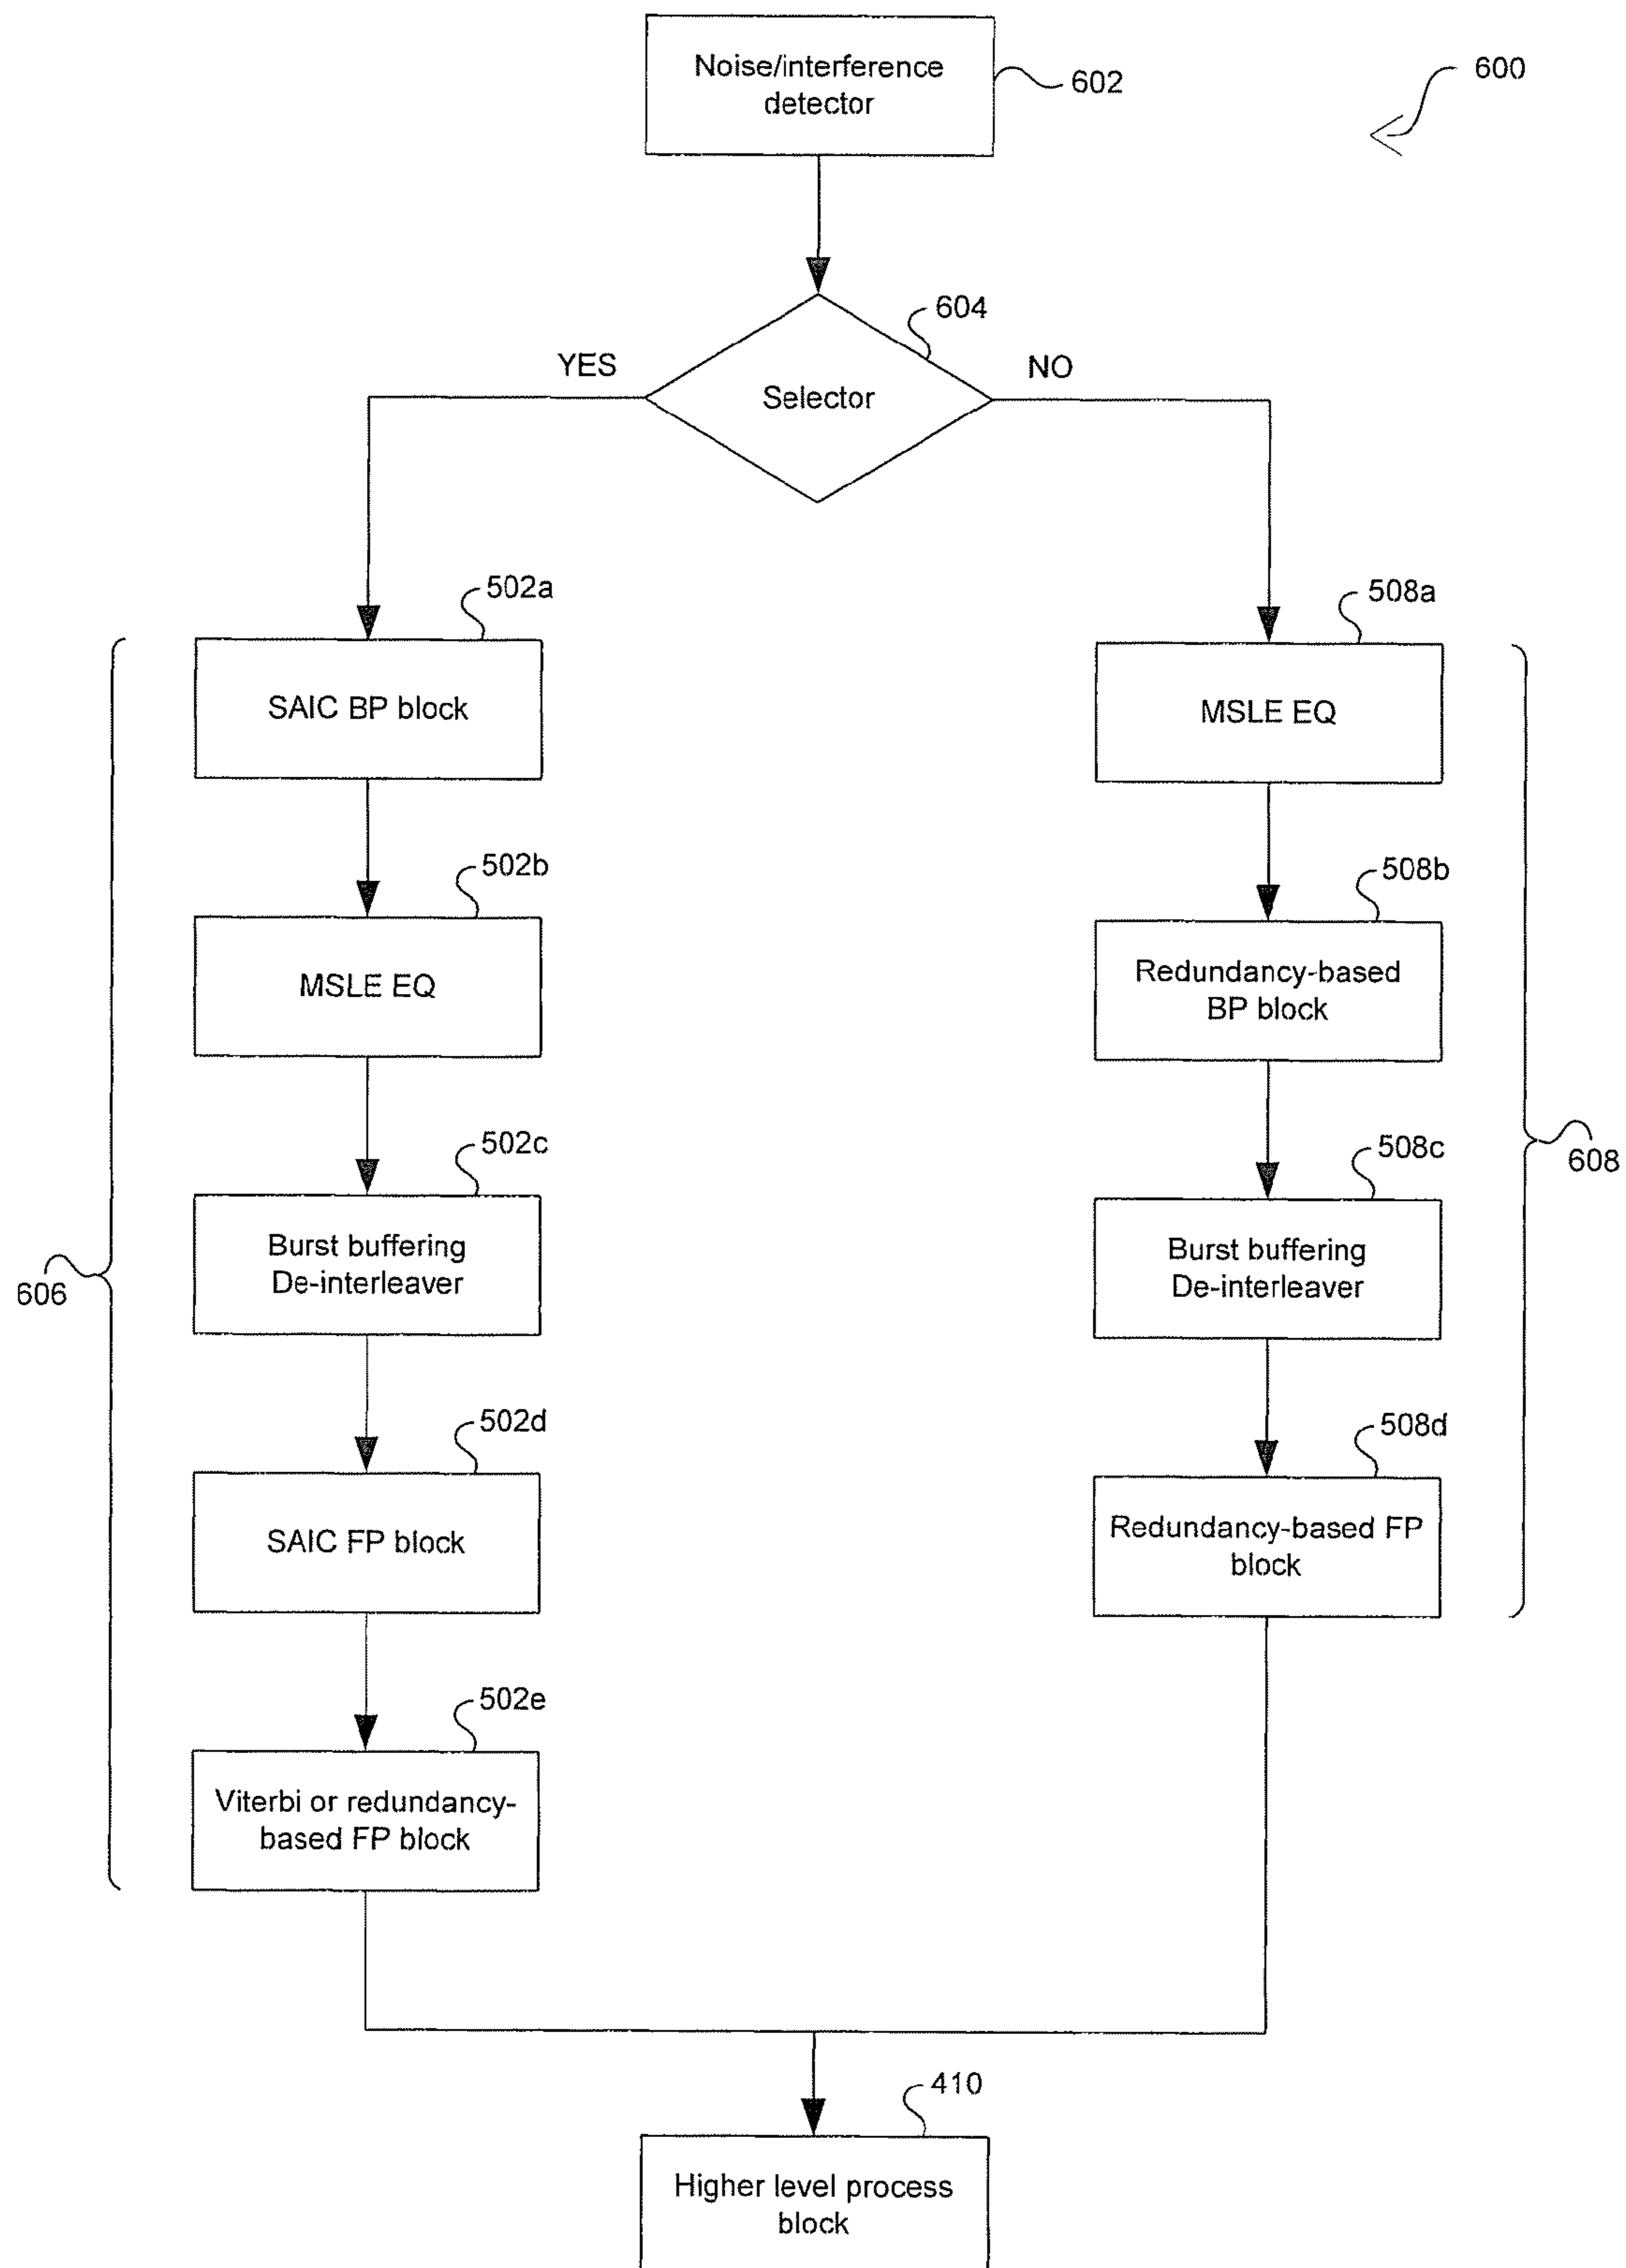 Noise/interference
detector
602
600
604
YES
Selector
NO
502a
508a
SAIC BP block
MSLE EQ
502b
508b
MSLE EQ
Redundancy-based
BP block
502c
508c
608
Burst buffering
De-interleaver
Burst buffering
De-interleaver
606
502d
508d
SAIC FP block
Redundancy-based FP
block
502e
Viterbi or redundancy-
based FP block
410
Higher level process
block